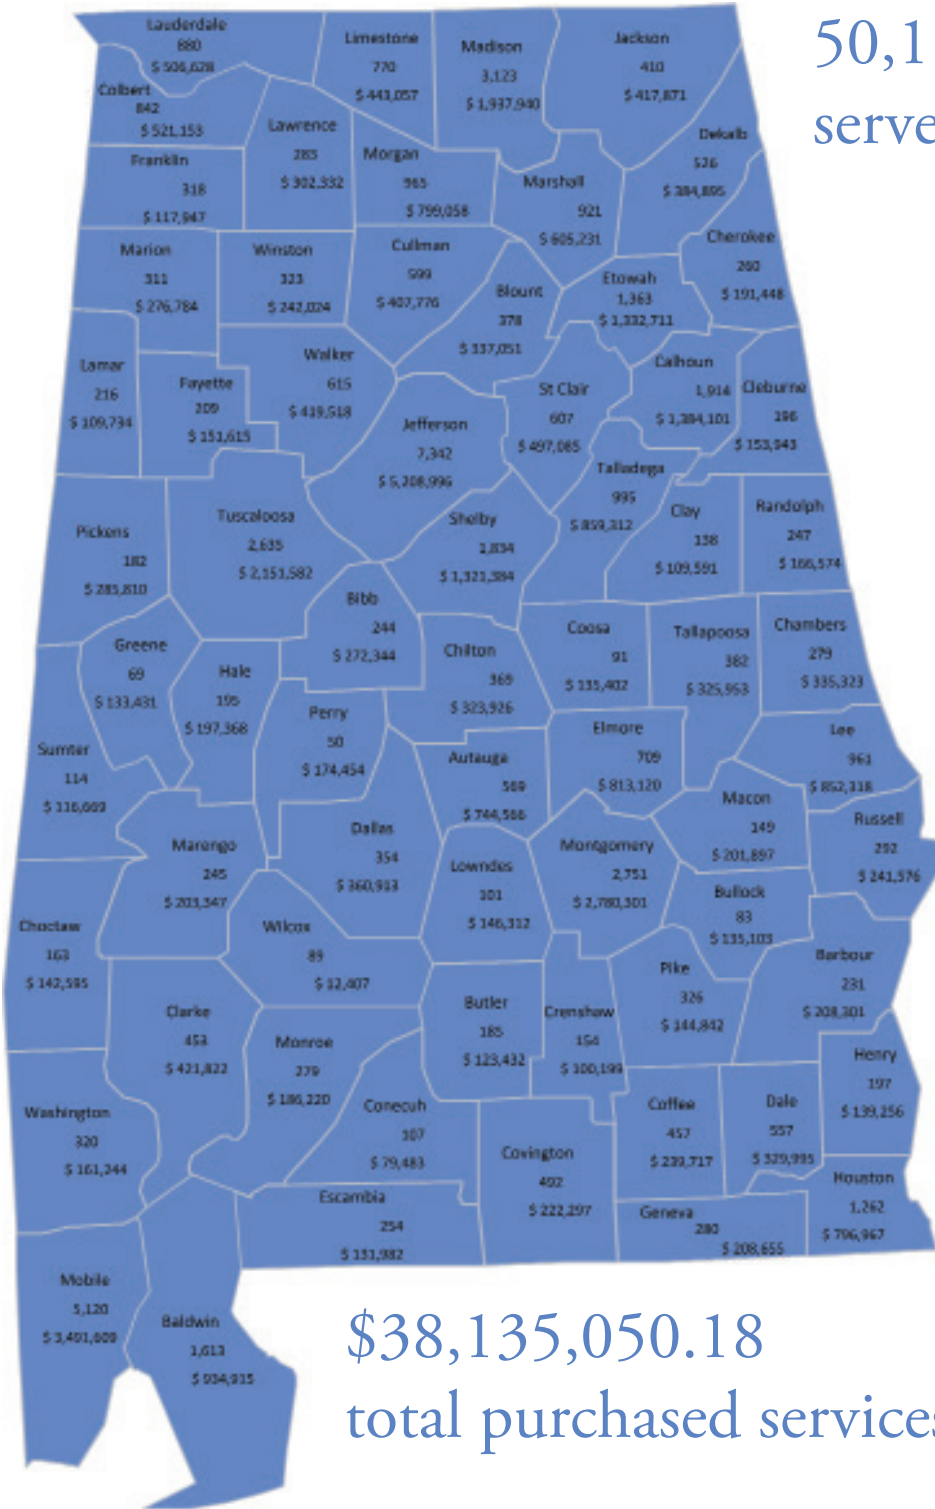 50,1
serve
Lauderdale
880
$ 506,628
Limestone
770
$ 443,057
Madison
3,123
$ 1,937,940
Jackson
410
$ 417,871
Colbert
842
$ 521,153
Lawrence
283
$ 302,332
Morgan
965
$ 799,058
Dekalb
526
$ 384,895
Franklin
318
$ 117,947
Marshall
921
$ 605,231
Marion
311
$ 276,784
Winston
323
$ 242,024
Cullman
599
$ 407,776
Cherokee
260
$ 191,448
Blount
378
$ 337,051
Etowah
1,363
$ 1,332,711
Lamar
216
$ 109,734
Fayette
209
$ 151,615
Walker
615
$ 419,518
St Clair
607
$ 497,085
Calhoun
1,914
$ 1,384,101
Cleburne
196
$ 153,943
Jefferson
7,342
$ 5,208,996
Talladega
995
$ 859,312
Pickens
182
$ 285,810
Tuscaloosa
2,635
$ 2,151,582
Shelby
1,834
$ 1,321,384
Clay
138
$ 109,591
Randolph
247
$ 166,574
Bibb
244
$ 272,344
Greene
69
$ 133,431
Hale
195
$ 197,368
Chilton
369
$ 323,926
Coosa
91
$ 135,402
Tallapoosa
382
$ 325,953
Chambers
279
$ 335,323
Perry
50
$ 174,454
Sumter
114
$ 116,669
Autauga
569
$ 744,566
Elmore
709
$ 813,120
Lee
961
$ 852,318
Marengo
245
$ 203,347
Dallas
354
$ 360,913
Lowndes
101
$ 146,312
Montgomery
2,751
$ 2,780,301
Macon
149
$ 201,897
Russell
292
$ 241,576
Bullock
83
$ 135,103
Choctaw
163
$ 142,595
Wilcox
89
$ 12,407
Pike
326
$ 144,842
Barbour
231
$ 208,301
Clarke
453
$ 421,822
Monroe
279
$ 186,220
Butler
185
$ 123,432
Crenshaw
154
$ 100,199
Henry
197
$ 139,256
Washington
320
$ 161,244
Conecuh
107
$ 79,483
Covington
492
$ 222,297
Coffee
457
$ 239,717
Dale
557
$ 329,995
Houston
1,262
$ 796,967
Escambia
254
$ 131,982
Geneva
280
$ 208,655
Mobile
5,120
$ 3,491,609
Baldwin
1,613
$ 934,915
$38,135,050.18
total purchased services